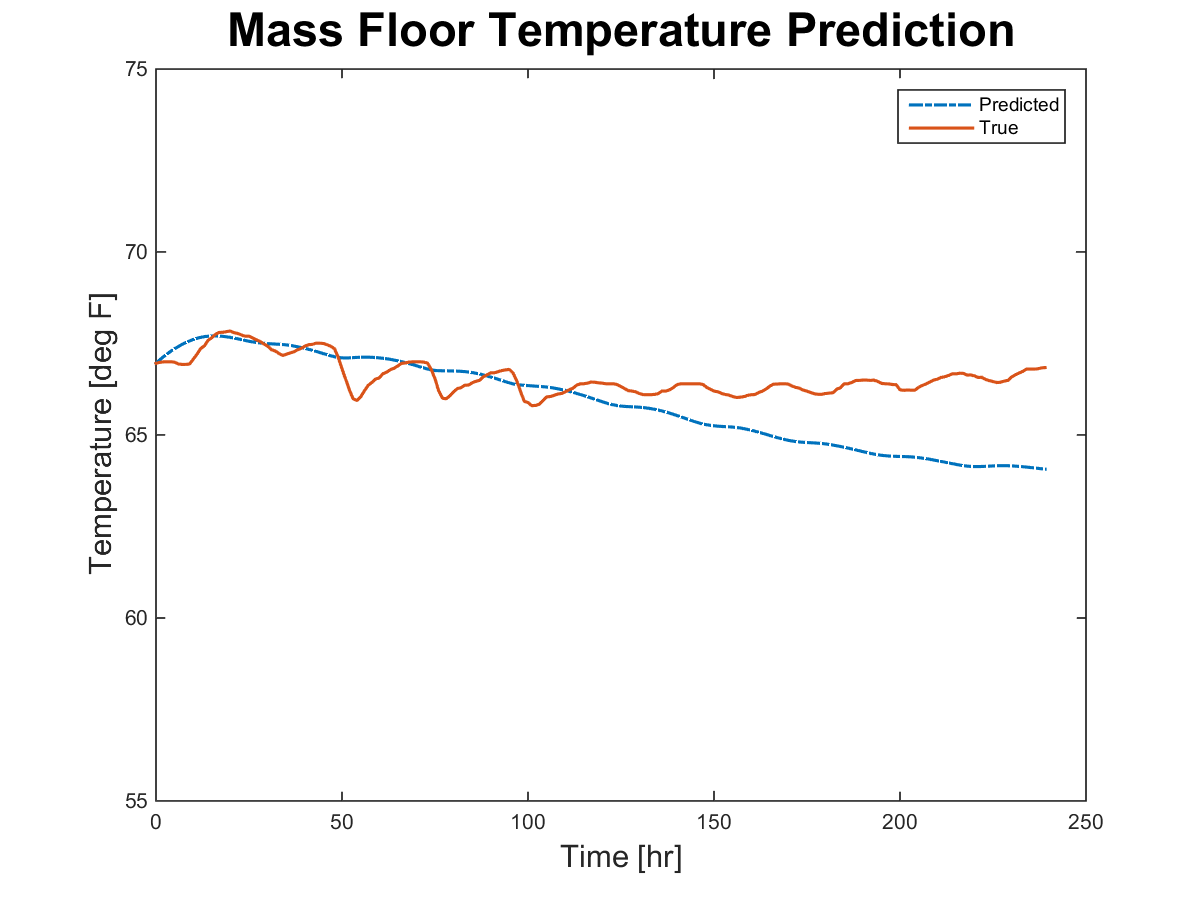 Mass Floor Temperature Prediction
Predicted
True
75
70
65
60
55
Temperature [deg F]
0 50 100 150 200 250
Time [hr]